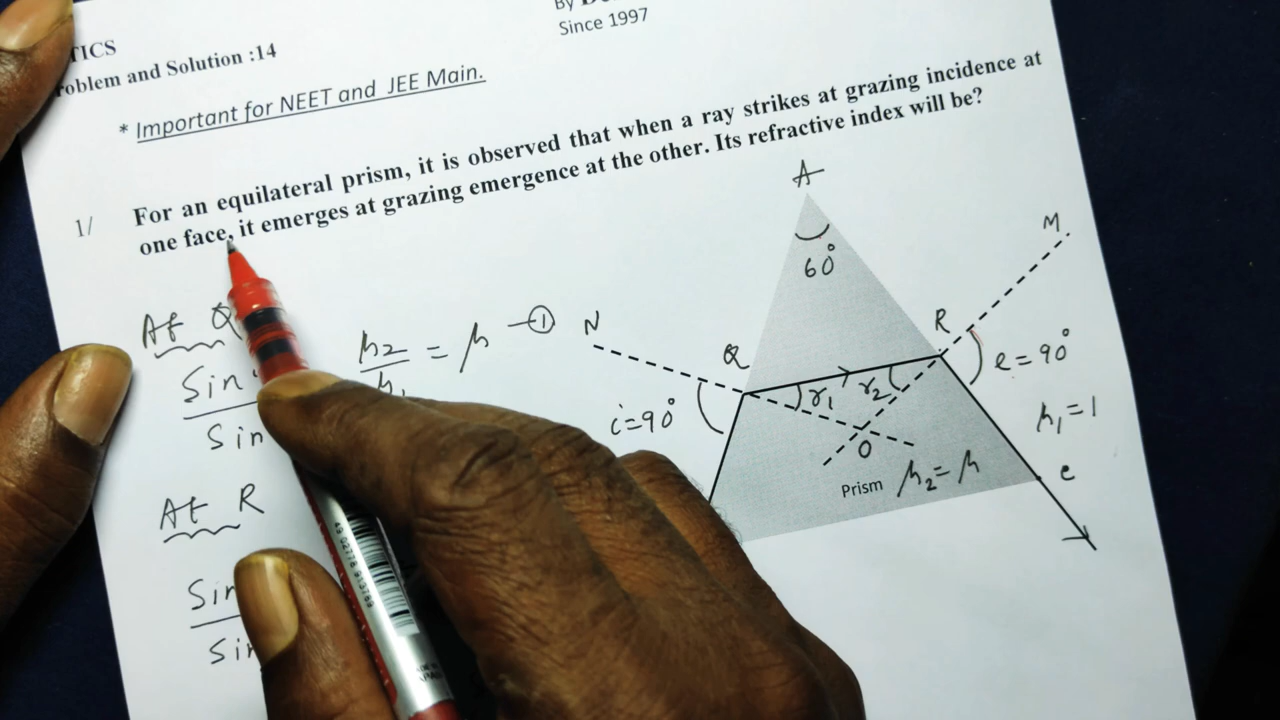 TICS
By
Since 1997
oblem and Solution :14
* Important for NEET and JEE Main.
1/ For an equilateral prism, it is observed that when a ray strikes at grazing incidence at
one face, it emerges at grazing emergence at the other. Its refractive index will be?
A
60°
M
N
Q
R
i=90°
r₁
r₂
e = 90°
O
μ₁=1
e
Prism μ₂=μ
At Q
Sin
Sin
μ₂/μ₁ = μ —①
At R
Sin
Sin